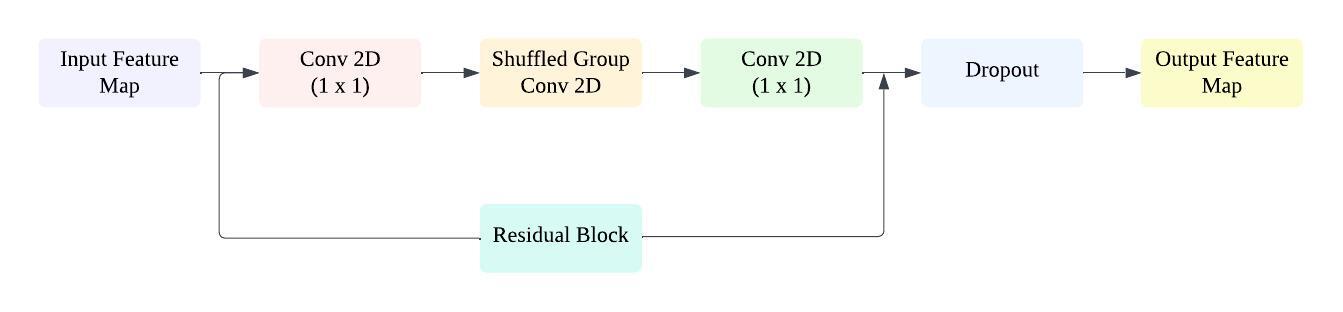 Input Feature
Map
Conv 2D
(1 x 1)
Shuffled Group
Conv 2D
Conv 2D
(1 x 1)
Dropout
Output Feature
Map
Residual Block